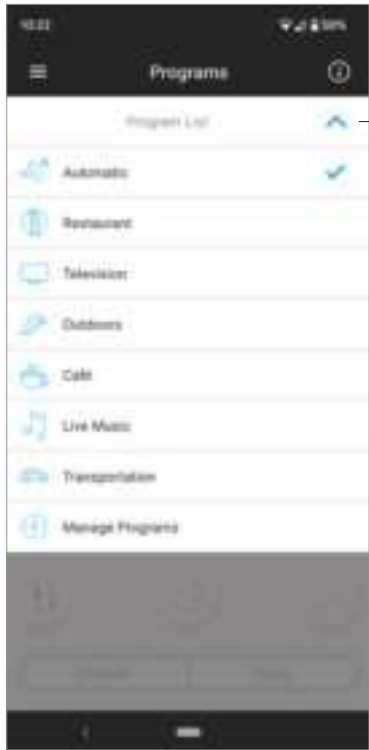 Programs
Program List
Automatic
Restaurant
Television
Outdoors
Café
Live Music
Transportation
Manage Programs